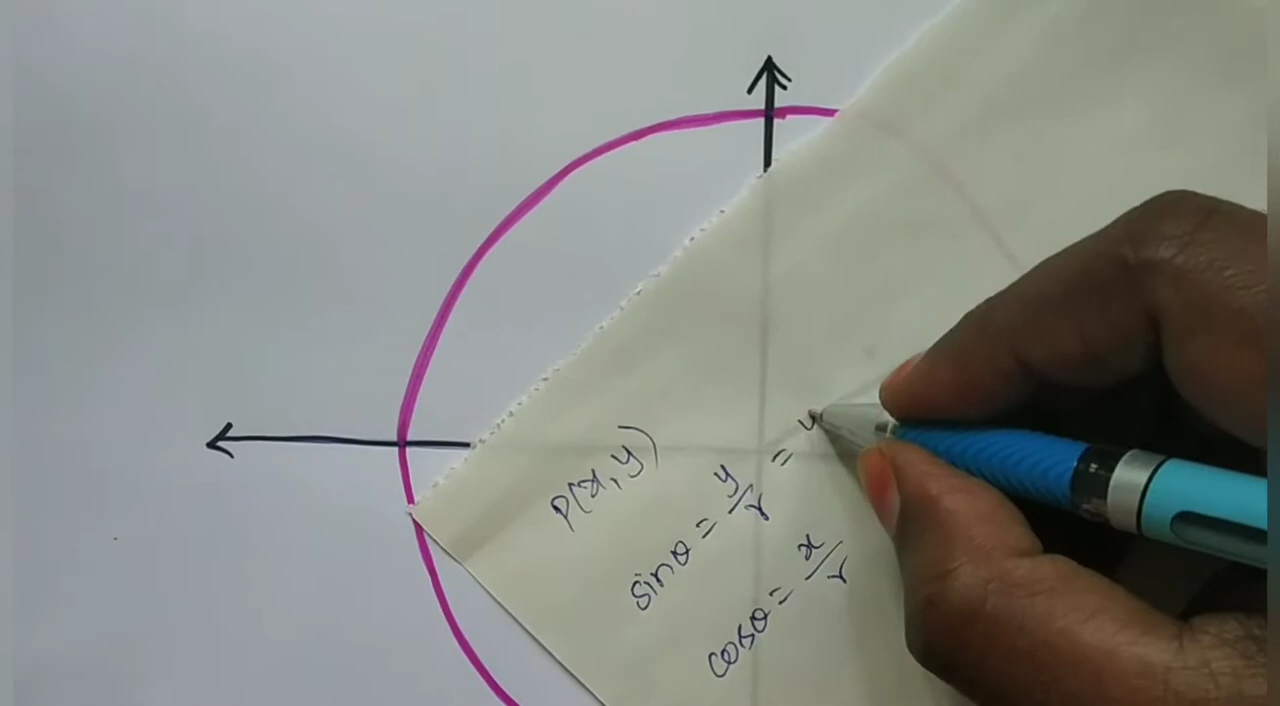 P(x, y)
sinθ = y/r = y
cosθ = x/r